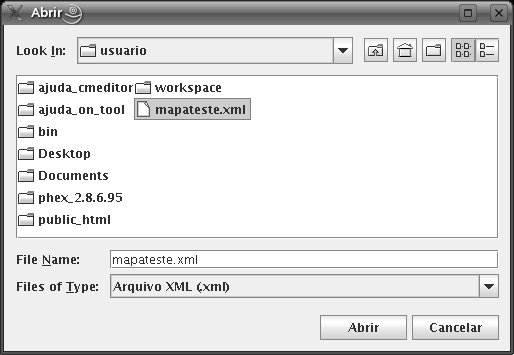 Abrir
Look In: usuario
ajuda_cmeditor workspace
ajuda_on_tool mapateste.xml
bin
Desktop
Documents
phex_2.8.6.95
public_html
File Name: mapateste.xml
Files of Type: Arquivo XML (.xml)
Abrir Cancelar